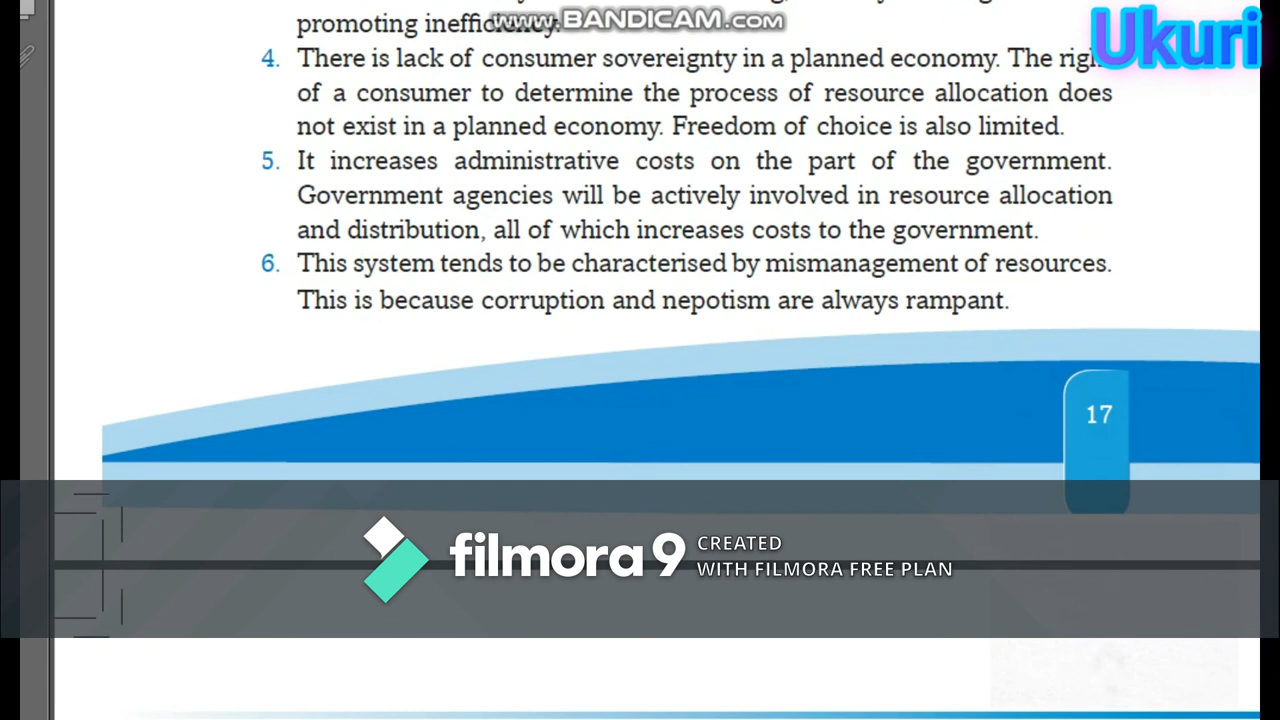 www.BANDICAM.com
Ukuri
promoting inefficiency.
4. There is lack of consumer sovereignty in a planned economy. The
of a consumer to determine the process of resource allocation does
not exist in a planned economy. Freedom of choice is also limited.
5. It increases administrative costs on the part of the government.
Government agencies will be actively involved in resource allocation
and distribution, all of which increases costs to the government.
6. This system tends to be characterised by mismanagement of resources.
This is because corruption and nepotism are always rampant.
17
filmora9 CREATED
WITH FILMORA FREE PLAN